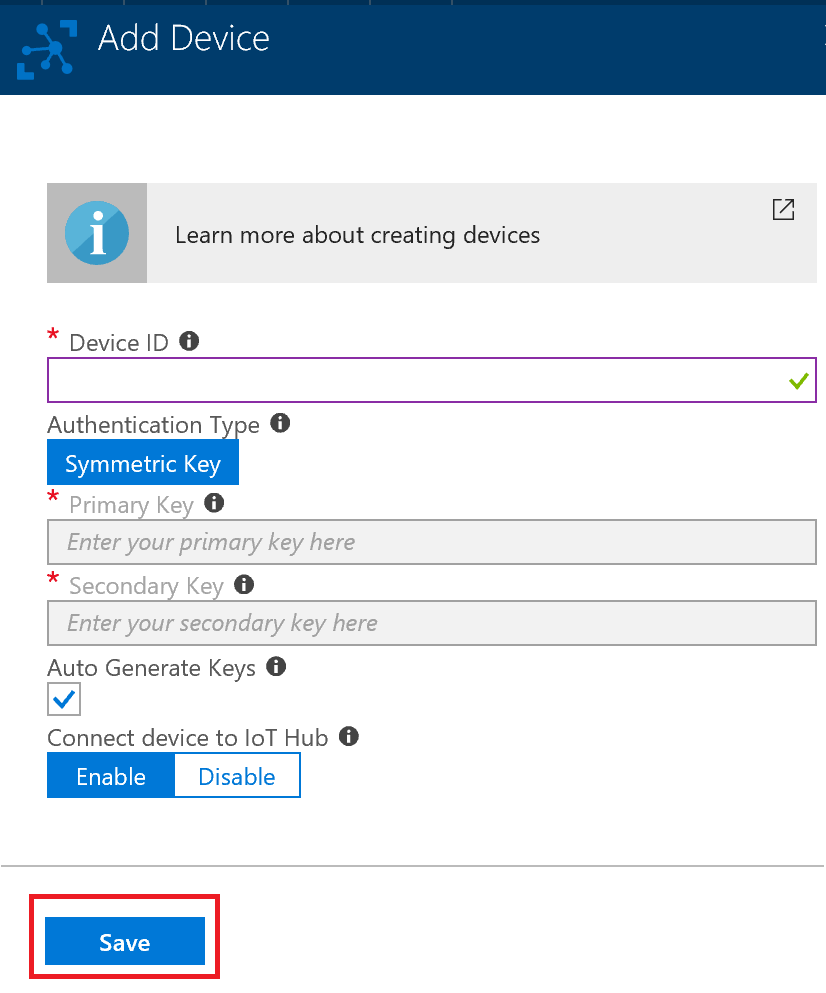 Add Device
Learn more about creating devices
* Device ID
Authentication Type
Symmetric Key
* Primary Key
Enter your primary key here
* Secondary Key
Enter your secondary key here
Auto Generate Keys
Connect device to IoT Hub
Enable Disable
Save